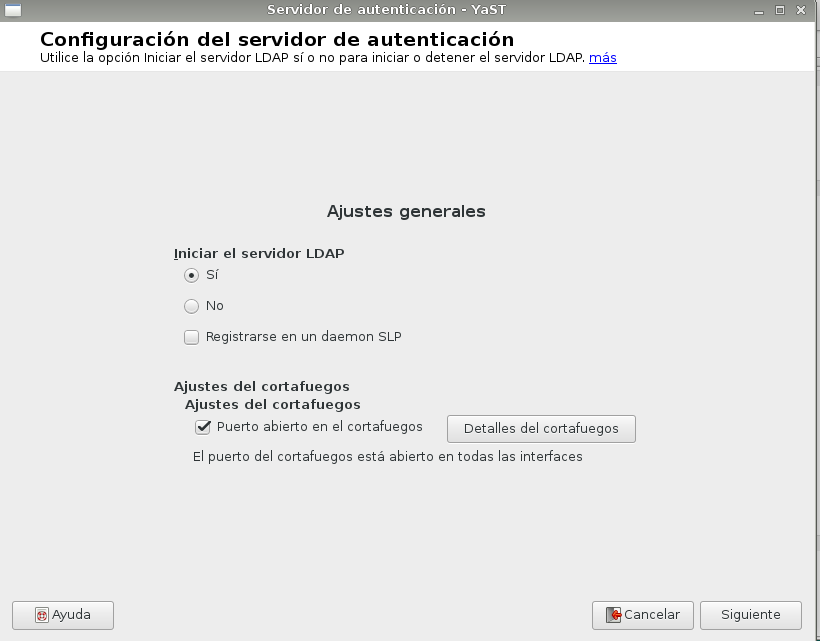 Servidor de autenticación - YaST
Configuración del servidor de autenticación
Utilice la opción Iniciar el servidor LDAP sí o no para iniciar o detener el servidor LDAP. más
Ajustes generales
Iniciar el servidor LDAP
Sí
No
Registrarse en un daemon SLP
Ajustes del cortafuegos
Ajustes del cortafuegos
Puerto abierto en el cortafuegos Detalles del cortafuegos
El puerto del cortafuegos está abierto en todas las interfaces
Ayuda Cancelar Siguiente